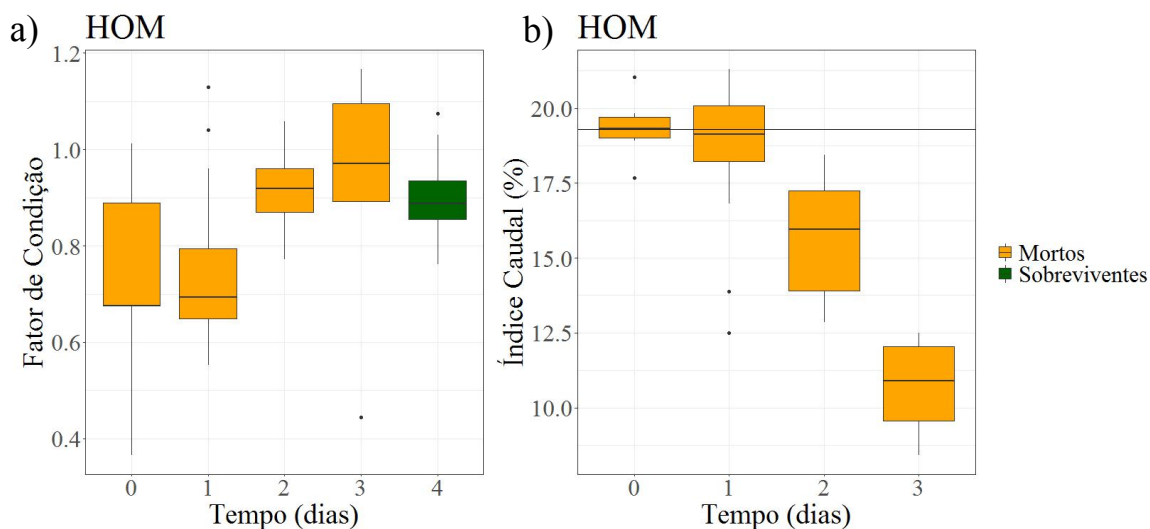 a) HOM
Fator de Condição
1.2
1.0
0.8
0.6
0.4
0 1 2 3 4
Tempo (dias)
b) HOM
Índice Caudal (%)
20.0
17.5
15.0
12.5
10.0
0 1 2 3
Tempo (dias)
Mortos
Sobreviventes